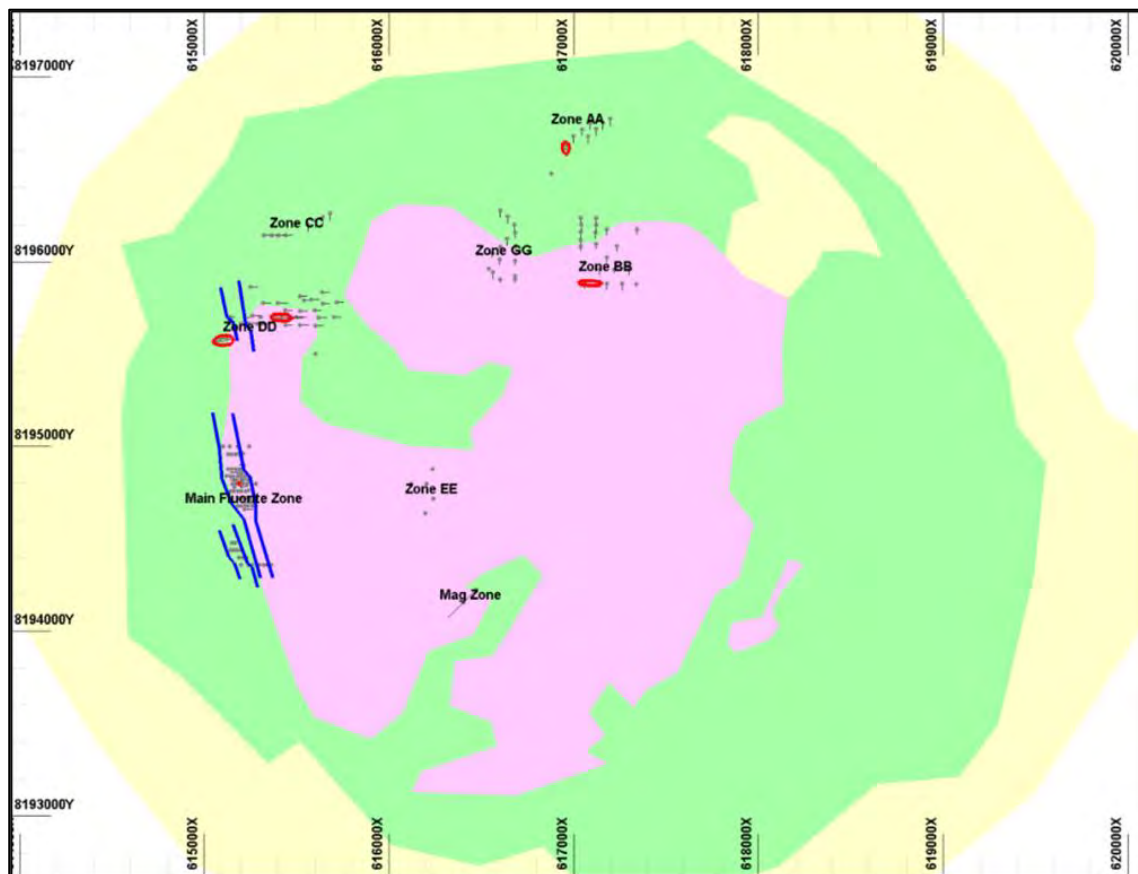 615000X
616000X
617000X
618000X
619000X
620000X
8197000Y
Zone AA
Zone CC
8196000Y
Zone GG
Zone BB
Zone DD
8195000Y
Zone EE
Main Fluorite Zone
Mag Zone
8194000Y
8193000Y
615000X
616000X
617000X
618000X
619000X
620000X